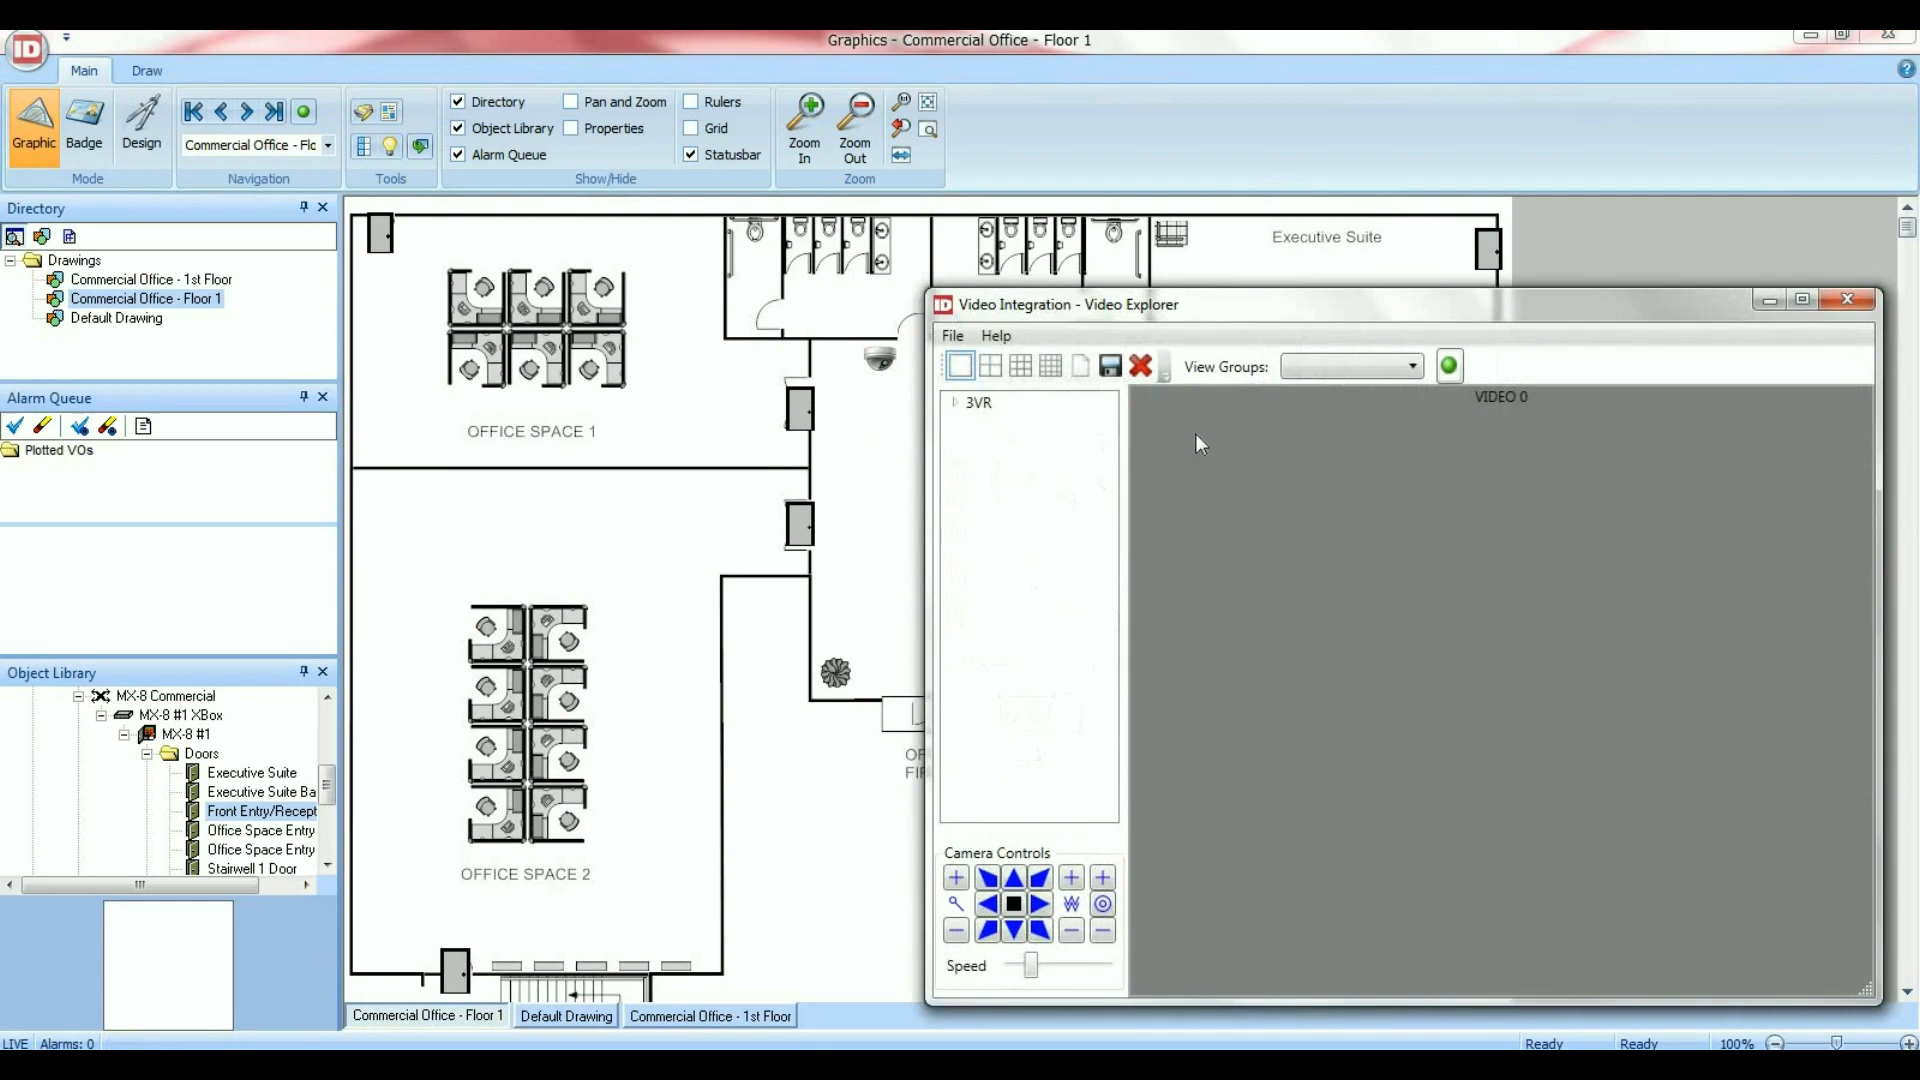 Graphics - Commercial Office - Floor 1
ID
Main Draw
Graphic Badge Design
Mode
Commercial Office - Flc
Navigation
Tools
Directory Pan and Zoom Rulers
Object Library Properties Grid
Alarm Queue Statusbar
Show/Hide
Zoom In
Zoom Out
Zoom
Directory
Drawings
Commercial Office - 1st Floor
Commercial Office - Floor 1
Default Drawing
Alarm Queue
Plotted VOs
Object Library
MX-8 Commercial
MX-8 #1 XBox
MX-8 #1
Doors
Executive Suite
Executive Suite Ba
Front Entry/Recept
Office Space Entry
Office Space Entry
Stairwell 1 Door
OFFICE SPACE 1
OFFICE SPACE 2
Executive Suite
OF
FIF
ID Video Integration - Video Explorer
File Help
View Groups:
3VR
VIDEO 0
Camera Controls
Speed
Commercial Office - Floor 1 Default Drawing Commercial Office - 1st Floor
LIVE Alarms: 0 Ready Ready 100%